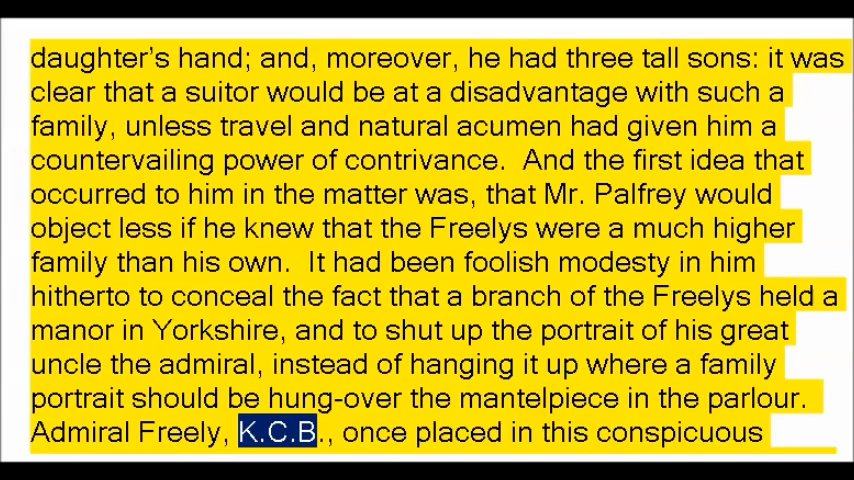 daughter's hand; and, moreover, he had three tall sons: it was
clear that a suitor would be at a disadvantage with such a
family, unless travel and natural acumen had given him a
countervailing power of contrivance.  And the first idea that
occurred to him in the matter was, that Mr. Palfrey would
object less if he knew that the Freelys were a much higher
family than his own.  It had been foolish modesty in him
hitherto to conceal the fact that a branch of the Freelys held a
manor in Yorkshire, and to shut up the portrait of his great
uncle the admiral, instead of hanging it up where a family
portrait should be hung-over the mantelpiece in the parlour.
Admiral Freely, K.C.B., once placed in this conspicuous